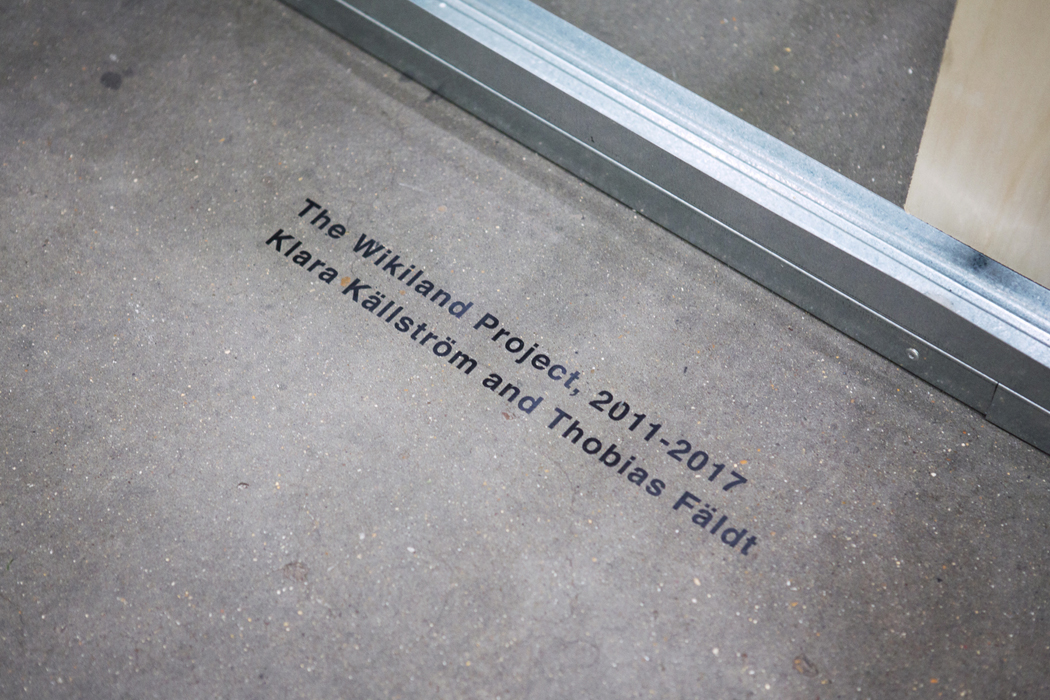 The Wikiland Project, 2011-2017
Klara Källström and Thobias Fäldt